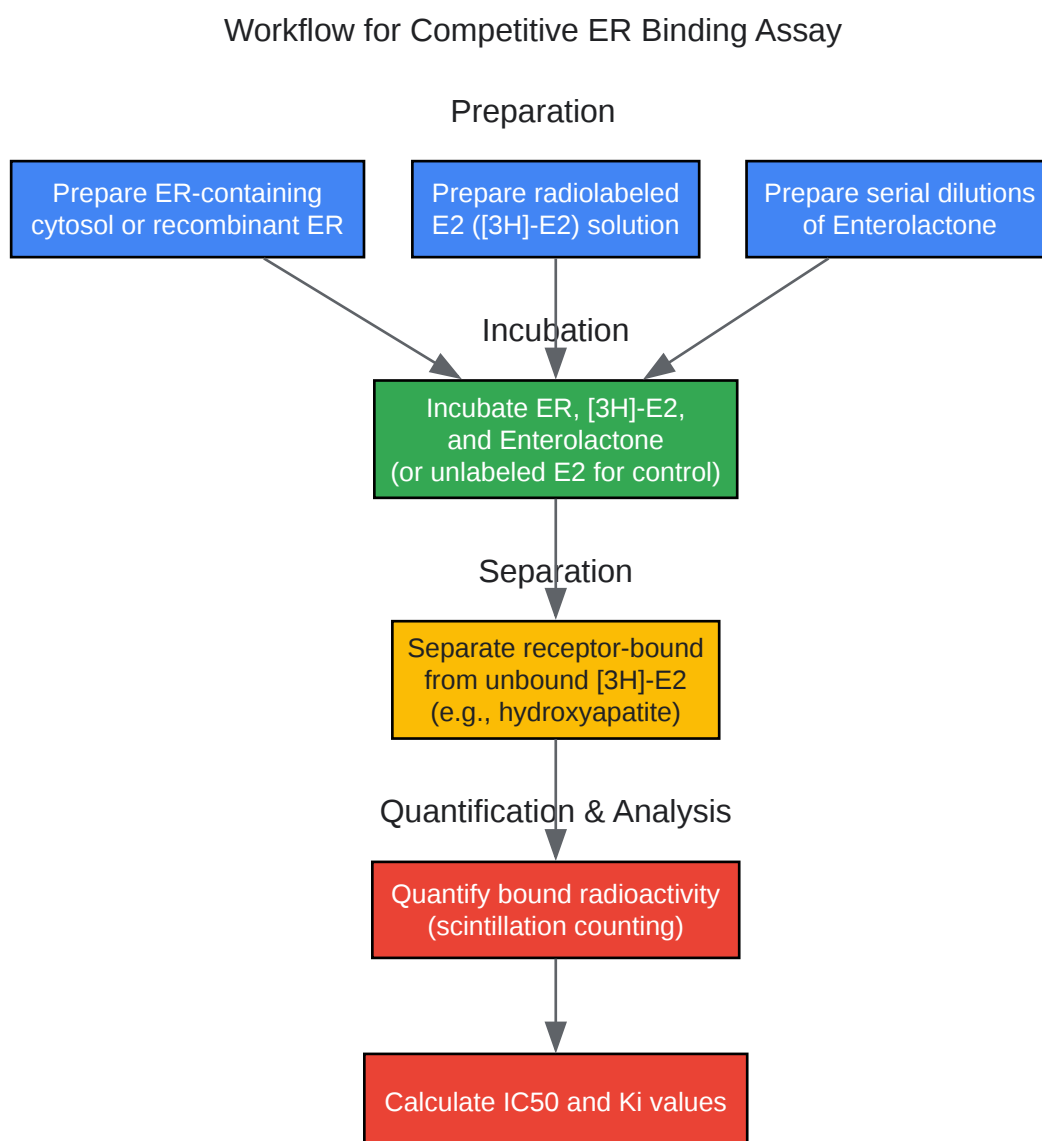 Workflow for Competitive ER Binding Assay
Preparation
Prepare ER-containing
cytosol or recombinant ER
Prepare radiolabeled
E2 ([3H]-E2) solution
Prepare serial dilutions
of Enterolactone
Incubation
Incubate ER, [3H]-E2,
and Enterolactone
(or unlabeled E2 for control)
Separation
Separate receptor-bound
from unbound [3H]-E2
(e.g., hydroxyapatite)
Quantification & Analysis
Quantify bound radioactivity
(scintillation counting)
Calculate IC50 and Ki values